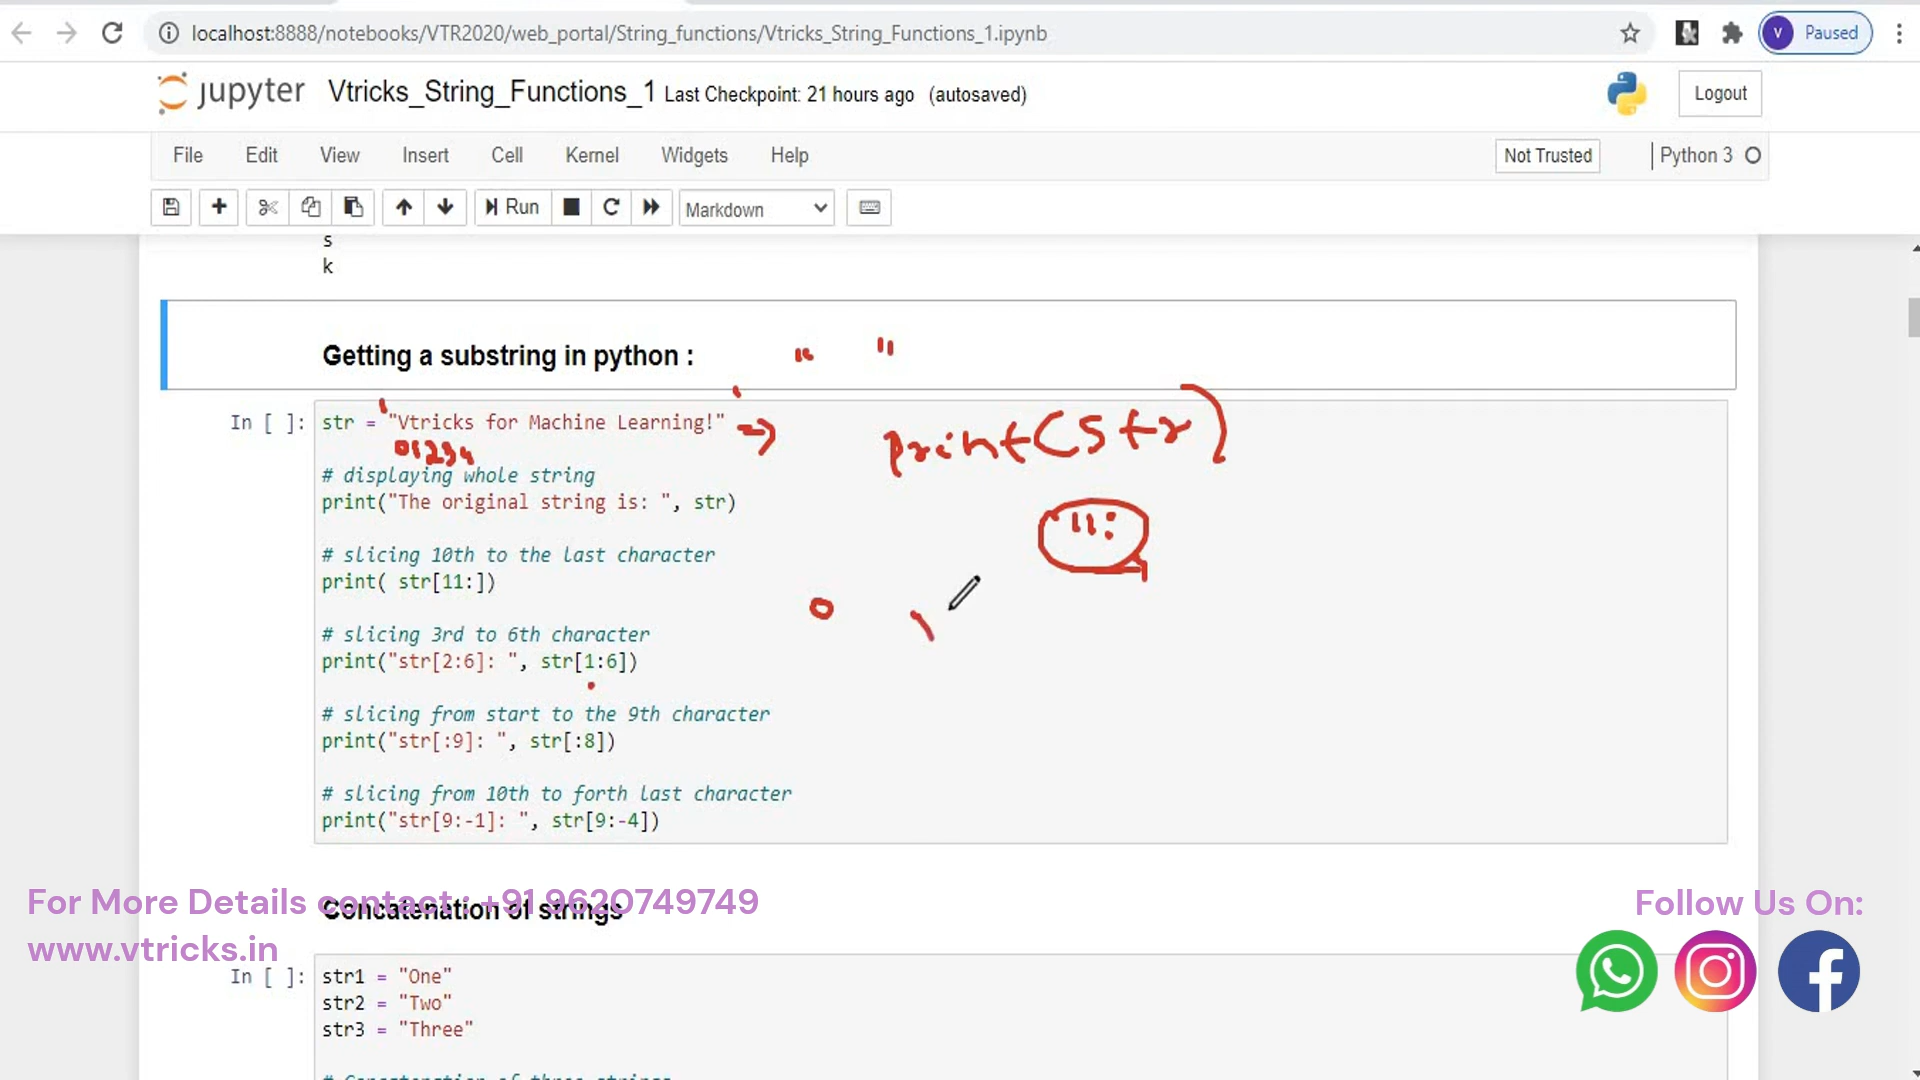 localhost:8888/notebooks/VTR2020/web_portal/String_functions/Vtricks_String_Functions_1.ipynb
V Paused
jupyter Vtricks_String_Functions_1 Last Checkpoint: 21 hours ago (autosaved)
Logout
File Edit View Insert Cell Kernel Widgets Help
Not Trusted Python 3
Run Markdown
s
k
Getting a substring in python :
" "
In [ ]: str = "Vtricks for Machine Learning!"
print(str)
01234
# displaying whole string
print("The original string is: ", str)
11:
# slicing 10th to the last character
print( str[11:])
0
# slicing 3rd to 6th character
print("str[2:6]: ", str[1:6])
# slicing from start to the 9th character
print("str[:9]: ", str[:8])
# slicing from 10th to forth last character
print("str[9:-1]: ", str[9:-4])
For More Details contact : +91 9620749749
Concatenation of strings
Follow Us On:
www.vtricks.in
In [ ]: str1 = "One"
str2 = "Two"
str3 = "Three"
# Concatenation of three strings